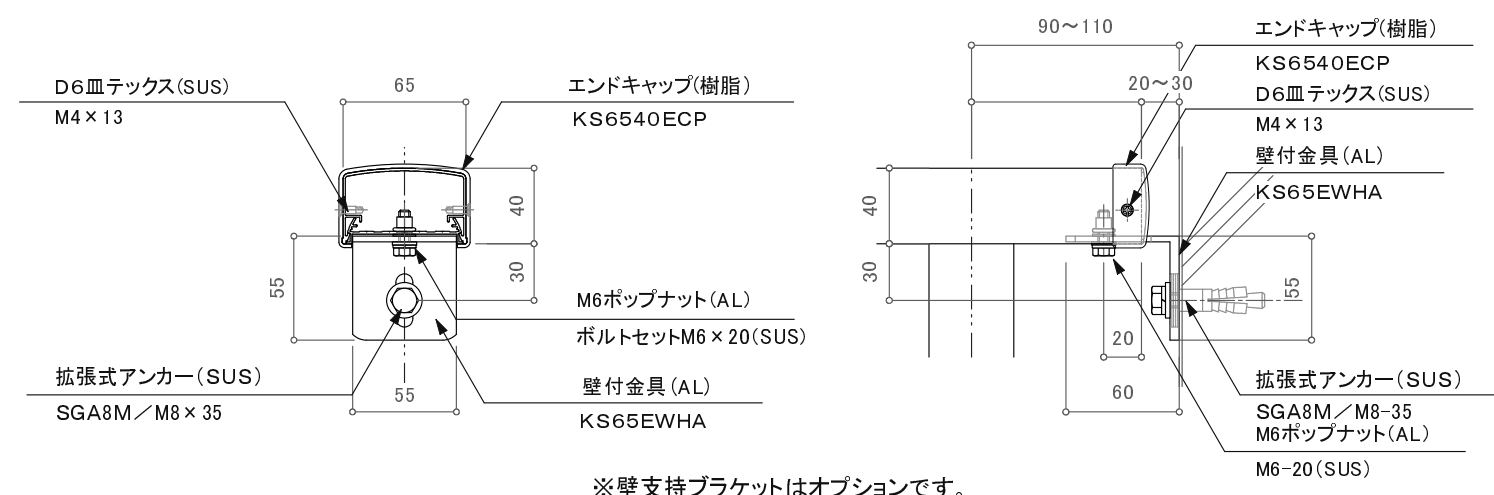 D6皿テックス(SUS)
M4×13
65
エンドキャップ(樹脂)
KS6540ECP
40
30
55
M6ポップナット(AL)
ボルトセットM6×20(SUS)
拡張式アンカー(SUS)
SGA8M/M8×35
55
壁付金具(AL)
KS65EWHA
90〜110
エンドキャップ(樹脂)
KS6540ECP
20〜30
D6皿テックス(SUS)
M4×13
壁付金具(AL)
KS65EWHA
40
30
55
20
60
拡張式アンカー(SUS)
SGA8M/M8-35
M6ポップナット(AL)
M6-20(SUS)
※壁支持ブラケットはオプションです。